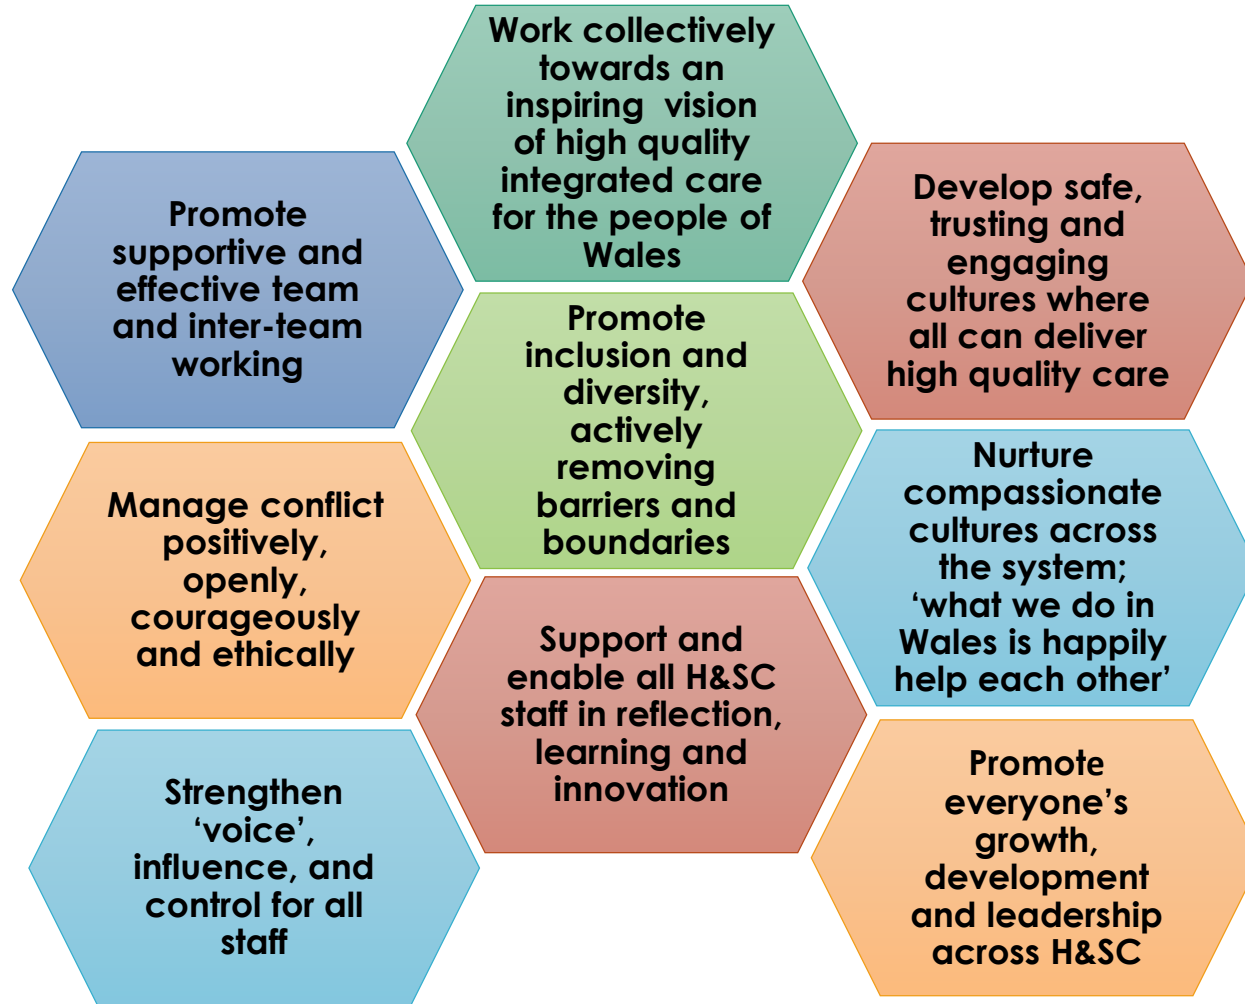 Work collectively
towards an
inspiring  vision
of high quality
integrated care
for the people of
Wales
Promote
supportive and
effective team
and inter-team
working
Develop safe,
trusting and
engaging
cultures where
all can deliver
high quality care
Promote
inclusion and
diversity,
actively
removing
barriers and
boundaries
Manage conflict
positively,
openly,
courageously
and ethically
Nurture
compassionate
cultures across
the system;
‘what we do in
Wales is happily
help each other’
Support and
enable all H&SC
staff in reflection,
learning and
innovation
Strengthen
‘voice’,
influence, and
control for all
staff
Promote
everyone’s
growth,
development
and leadership
across H&SC